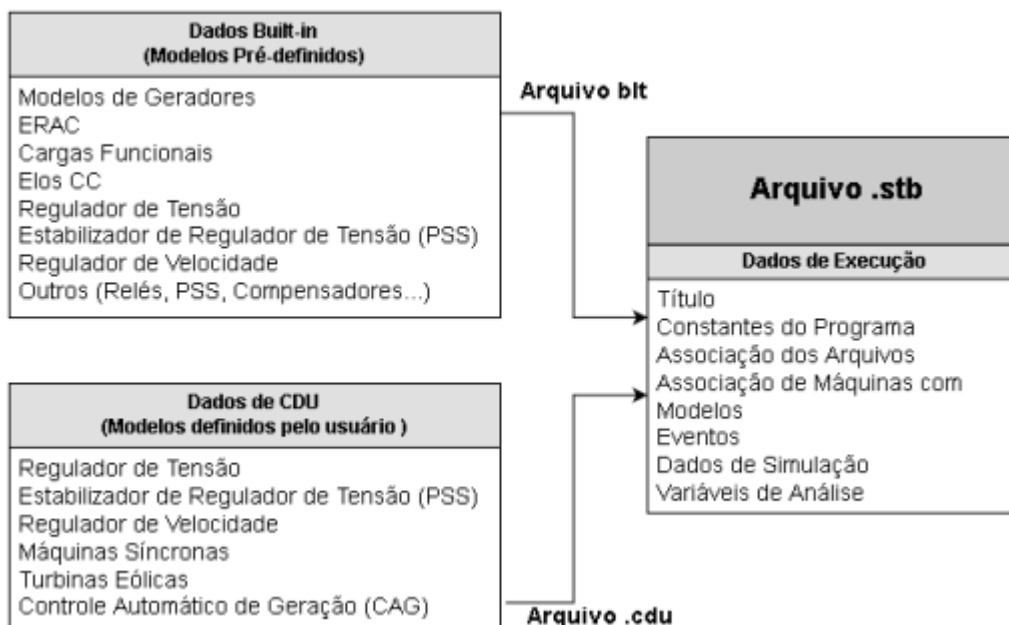 Dados Built-in
(Modelos Pré-definidos)
Modelos de Geradores
ERAC
Cargas Funcionais
Elos CC
Regulador de Tensão
Estabilizador de Regulador de Tensão (PSS)
Regulador de Velocidade
Outros (Relés, PSS, Compensadores...)
Arquivo blt
Dados de CDU
(Modelos definidos pelo usuário )
Regulador de Tensão
Estabilizador de Regulador de Tensão (PSS)
Regulador de Velocidade
Máquinas Síncronas
Turbinas Eólicas
Controle Automático de Geração (CAG)
Arquivo .cdu
Arquivo .stb
Dados de Execução
Título
Constantes do Programa
Associação dos Arquivos
Associação de Máquinas com
Modelos
Eventos
Dados de Simulação
Variáveis de Análise